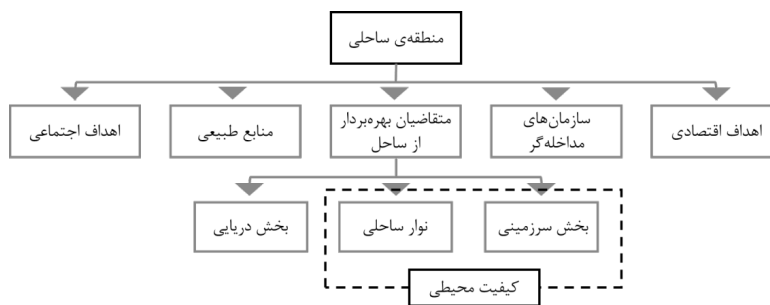 منطقه‌ی ساحلی
اهداف اقتصادی
سازمان‌های
مداخله‌گر
متقاضیان بهره‌بردار
از ساحل
منابع طبیعی
اهداف اجتماعی
بخش سرزمینی
نوار ساحلی
بخش دریایی
کیفیت محیطی